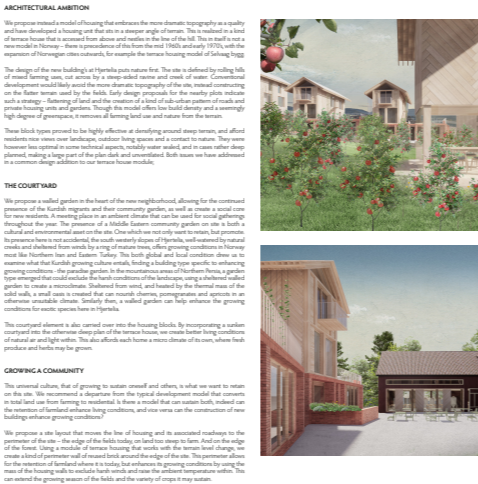 ARCHITECTURAL AMBITION
We propose instead a model of housing that embraces the more dramatic topography as a quality
and have developed a housing unit that sits in a steeper angle of terrain. This is realized in a kind
of terrace house that is accessed from above and nestles in the line of the hill. This in itself is not a
new model in Norway – there is precedence of this from the mid 1960s and early 1970's, with the
expansion of Norwegian cities outwards, for example the terrace housing model of Selvaag bygg.
The design of the new building's at Hjertelia puts nature first. The site is defined by rolling hills
of mixed farming uses, cut across by a steep-sided ravine and creek of water. Conventional
development would likely avoid the more dramatic topography of the site, instead constructing
on the flatter terrain used by the fields. Early design proposals for the nearby plots indicate
such a strategy – flattening of land and the creation of a kind of sub-urban pattern of roads and
private housing units and gardens. Though this model offers low build density and a seemingly
high degree of greenspace, it removes all farming land use and nature from the terrain.
These block types proved to be highly effective at densifying around steep terrain, and afford
residents nice views over landscape, outdoor living spaces and a contact to nature. They were
however less optimal in some technical aspects, notably water sealed, and in cases rather deep
planned, making a large part of the plan dark and unventilated. Both issues we have addressed
in a common design addition to our terrace house module;
THE COURTYARD
We propose a walled garden in the heart of the new neighborhood, allowing for the continued
presence of the Kurdish migrants and their community garden, as well as create a social core
for new residents. A meeting place in an ambient climate that can be used for social gatherings
throughout the year. The presence of a Middle Eastern community garden on site is both a
cultural and environmental asset on the site. One which we not only want to retain, but promote.
Its presence here is not accidental, the south westerly slopes of Hjertelia, well-watered by natural
creeks and sheltered from winds by a ring of mature trees, offers growing conditions in Norway
most like Northern Iran and Eastern Turkey. This both global and local condition drew us to
examine what that Kurdish growing culture entails, finding a building type specific to enhancing
growing conditions - the paradise garden. In the mountainous areas of Northern Persia, a garden
type emerged that could exclude the harsh conditions of the landscape, using a sheltered walled
garden to create a microclimate. Sheltered from wind, and heated by the thermal mass of the
solid walls, a small oasis is created that can nourish cherries, pomegranates and apricots in an
otherwise unsuitable climate. Similarly then, a walled garden can help enhance the growing
conditions for exotic species here in Hjertelia.
This courtyard element is also carried over into the housing blocks. By incorporating a sunken
courtyard into the otherwise deep plan of the terrace house, we create better living conditions
of natural air and light within. This also affords each home a micro climate of its own, where fresh
produce and herbs may be grown.
GROWING A COMMUNITY
This universal culture, that of growing to sustain oneself and others, is what we want to retain
on this site. We recommend a departure from the typical development model that converts
in total land use from farming to residential. Is there a model that can sustain both, indeed can
the retention of farmland enhance living conditions, and vice versa can the construction of new
buildings enhance growing conditions?
We propose a site layout that moves the line of housing and its associated roadways to the
perimeter of the site – the edge of the fields today, on land too steep to farm. And on the edge
of the forest. Using a module of terrace housing that works with the terrain level change, we
create a kind of perimeter wall of reused brick around the edge of the site. This perimeter allows
for the retention of farmland where it is today, but enhances its growing conditions by using the
mass of the housing walls to exclude harsh winds and raise the ambient temperature within. This
can extend the growing season of the fields and the variety of crops it may sustain.